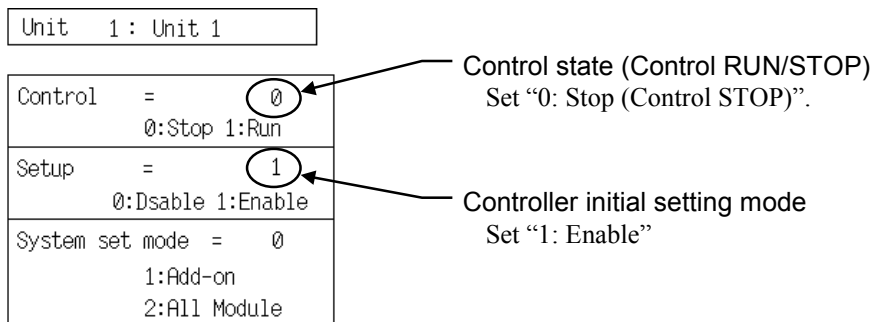 Unit 1: Unit 1
Control state (Control RUN/STOP)
Set “0: Stop (Control STOP)”.
Control = 0
0:Stop 1:Run
Setup = 1
0:Dsable 1:Enable
Controller initial setting mode
Set “1: Enable”
System set mode = 0
1:Add-on
2:All Module